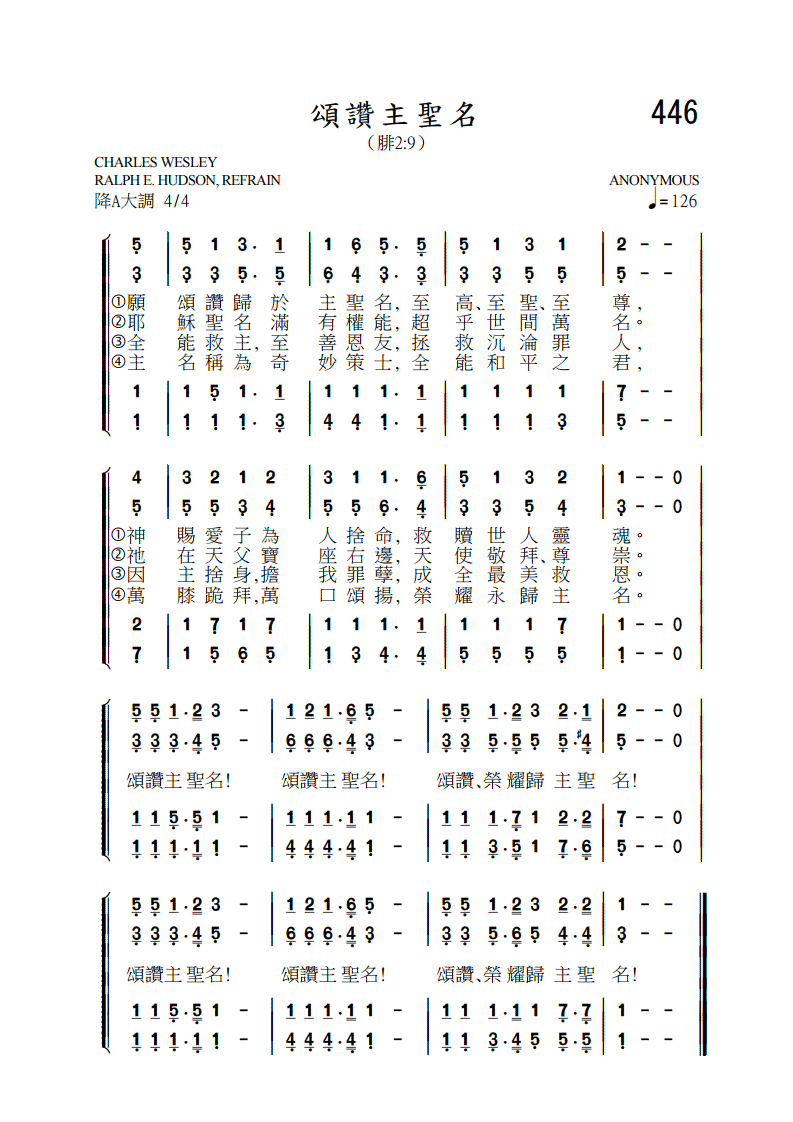 頌讚主聖名
446
（腓2:9）
CHARLES WESLEY
RALPH E. HUDSON, REFRAIN
ANONYMOUS
降A大調 4/4
♩= 126
5 | 5 1 3. 1 | 1 6 5. 5 | 5 1 3 1 | 2 - - |
3 | 3 3 5. 5 | 6 4 3. 3 | 3 3 5 5 | 5 - - |
①願 頌讚歸於 主聖名，至 高、至聖、至 尊，
②耶 穌聖名滿 有權能，超 乎世間萬 名。
③全 能救主，至 善恩友，拯 救沉淪罪 人，
④主 名稱為奇 妙策士，全 能和平之 君，
1 | 1 5 1. 1 | 1 1 1. 1 | 1 1 1 1 | 7 - - |
1 | 1 1 1. 3 | 4 4 1. 1 | 1 1 1 3 | 5 - - |
4 | 3 2 1 2 | 3 1 1. 6 | 5 1 3 2 | 1 - - 0
5 | 5 5 3 4 | 5 5 6. 4 | 3 3 5 4 | 3 - - 0
①神 賜愛子為 人捨命，救 贖世人靈 魂。
②祂 在天父寶 座右邊，天 使敬拜、尊 崇。
③因 主捨身，擔 我罪孽，成 全最美救 恩。
④萬 膝跪拜，萬 口頌揚，榮 耀永歸主 名。
2 | 1 7 1 7 | 1 1 1. 1 | 1 1 1 7 | 1 - - 0
7 | 1 5 6 5 | 1 3 4. 4 | 5 5 5 5 | 1 - - 0
5 5 1. 2 3 - | 1 2 1. 6 5 - | 5 5 1. 2 3 2. 1 | 2 - - 0
3 3 3. 4 5 - | 6 6 6. 4 3 - | 3 3 5. 5 5 5. #4 | 5 - - 0
頌讚主聖名! 頌讚主聖名! 頌讚、榮耀歸 主聖 名!
1 1 5. 5 1 - | 1 1 1. 1 1 - | 1 1 1. 7 1 2. 2 | 7 - - 0
1 1 1. 1 1 - | 4 4 4. 4 1 - | 1 1 3. 5 1 7. 6 | 5 - - 0
5 5 1. 2 3 - | 1 2 1. 6 5 - | 5 5 1. 2 3 2. 2 | 1 - -
3 3 3. 4 5 - | 6 6 6. 4 3 - | 3 3 5. 6 5 4. 4 | 3 - -
頌讚主聖名! 頌讚主聖名! 頌讚、榮耀歸 主聖 名!
1 1 5. 5 1 - | 1 1 1. 1 1 - | 1 1 1. 1 1 7. 7 | 1 - -
1 1 1. 1 1 - | 4 4 4. 4 1 - | 1 1 3. 4 5 5. 5 | 1 - -